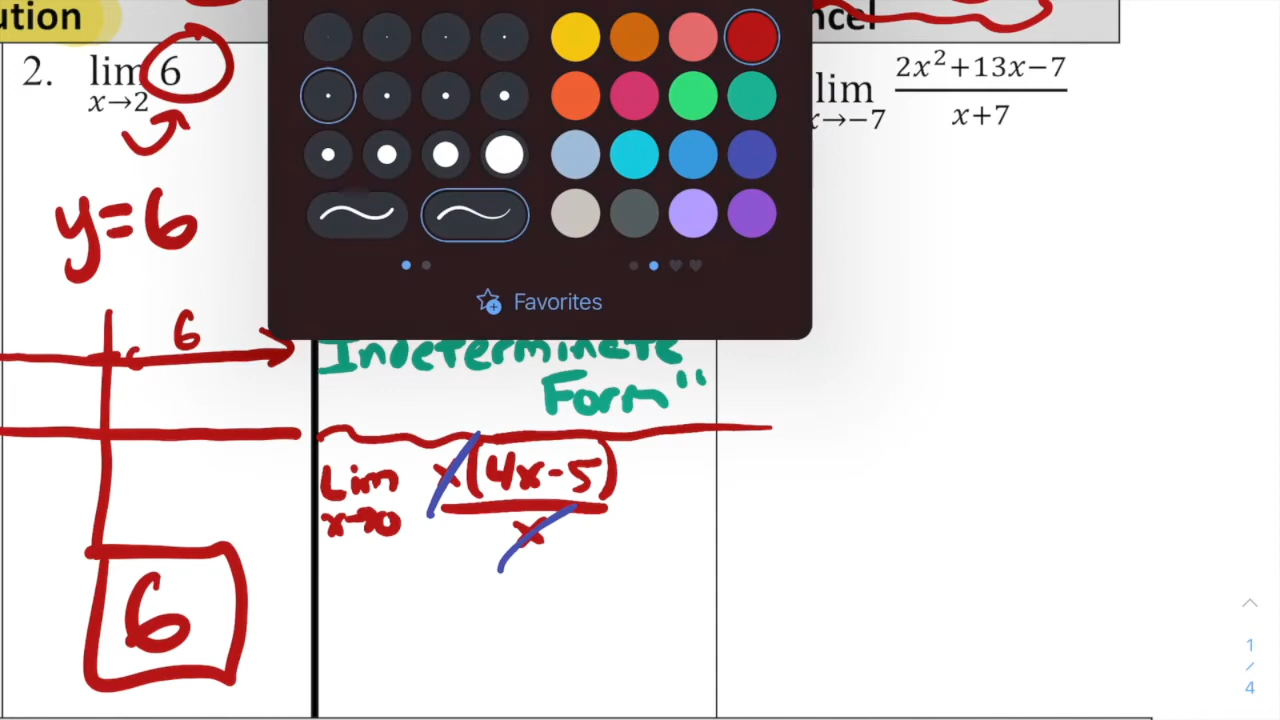 ution
ncel
2. lim 6
x→2
y=6
6
6
Favorites
Indeterminate
Form"
Lim x(4x-5)
x→0 x
lim 2x²+13x−7
x→−7 x+7
1
/
4